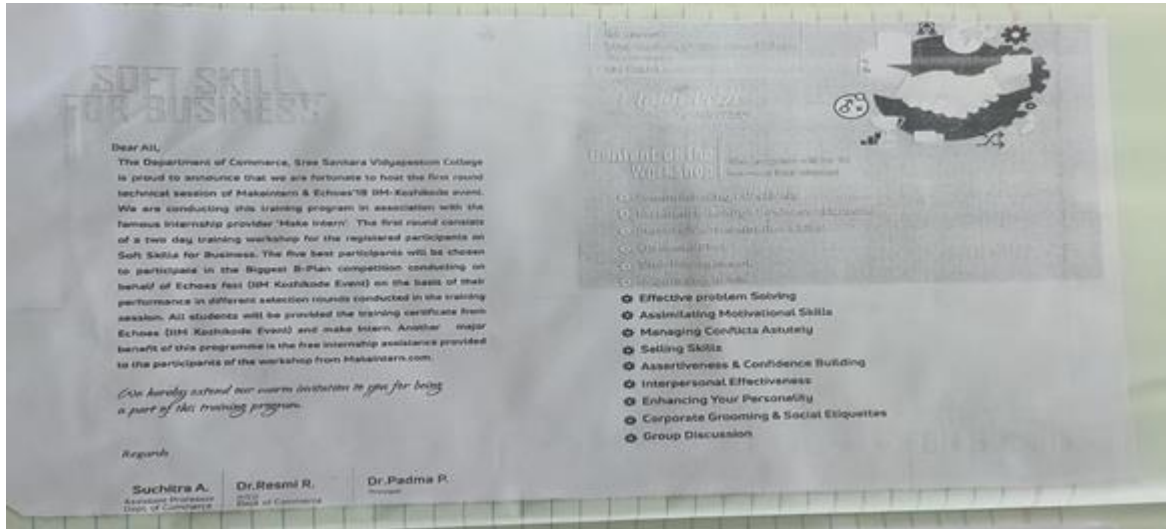 SOFT SKILL
FOR BUSINESS
Dear All,
The Department of Commerce, Sree Sankara Vidyapeetom College
is proud to announce that we are fortunate to host the first round
technical session of Makeintern & Echoes'18 IIM-Kozhikode event.
We are conducting this training program in association with the
famous internship provider 'Make Intern'. The first round consists
of a two day training workshop for the registered participants on
Soft Skills for Business. The five best participants will be chosen
to participate in the Biggest B-Plan competition conducting on
behalf of Echoes fest (IIM Kozhikode Event) on the basis of their
performance in different selection rounds conducted in the training
session. All students will be provided the training certificate from
Echoes (IIM Kozhikode Event) and make Intern. Another major
benefit of this programme is the free internship assistance provided
to the participants of the workshop from Makeintern.com.
We hereby extend our warm invitation to you for being
a part of this training program.
Regards
Suchitra A.
Assistant Professor
Dept. of Commerce
Dr.Resmi R.
HOD
Dept of Commerce
Dr.Padma P.
Principal
Content of the
Workshop
Effective problem Solving
Assimilating Motivational Skills
Managing Conflicts Astutely
Selling Skills
Assertiveness & Confidence Building
Interpersonal Effectiveness
Enhancing Your Personality
Corporate Grooming & Social Etiquettes
Group Discussion